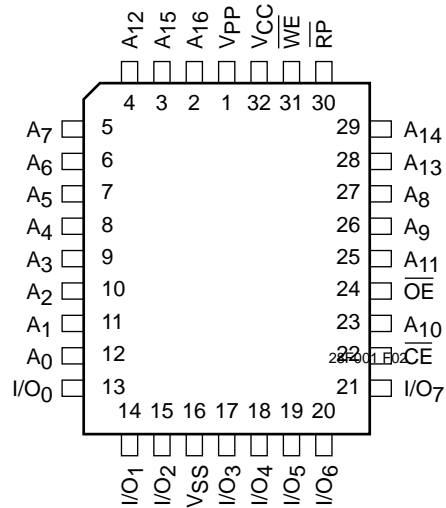 A12 A15 A16 VPP VCC WE RP
4 3 2 1 32 31 30
A7 5 29 A14
A6 6 28 A13
A5 7 27 A8
A4 8 26 A9
A3 9 25 A11
A2 10 24 OE
A1 11 23 A10
A0 12 22 CE
28F001 F02
I/O0 13 21 I/O7
14 15 16 17 18 19 20
I/O1 I/O2 VSS I/O3 I/O4 I/O5 I/O6